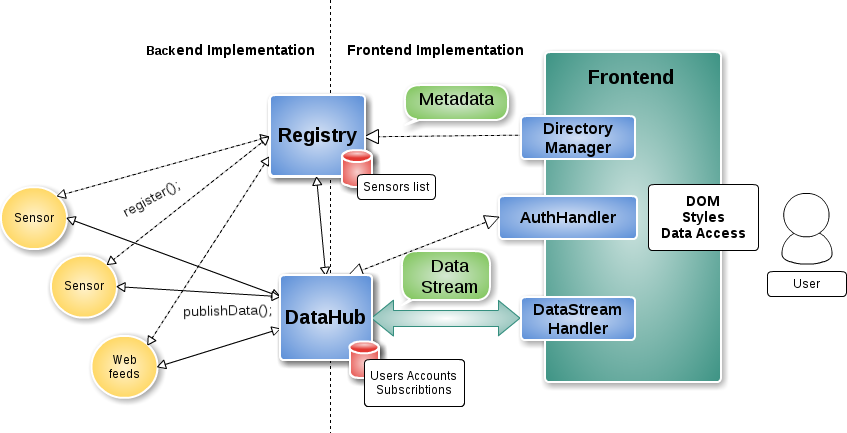 Backend Implementation
Frontend Implementation
Frontend
Metadata
Registry
Directory
Manager
Sensors list
register();
Sensor
AuthHandler
DOM
Styles
Data Access
User
Sensor
Data
Stream
publishData();
DataHub
DataStream
Handler
Web
feeds
Users Accounts
Subscribtions